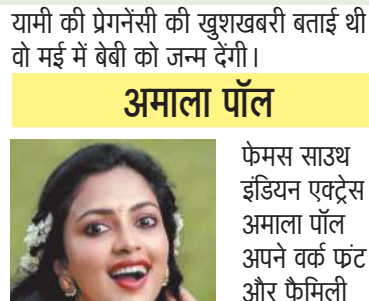 यामी की प्रेगनेंसी की खुशखबरी बताई थी
वो मई में बेबी को जन्म देंगी।
अमाला पॉल
फेमस साउथ
इंडियन एक्ट्रेस
अमाला पॉल
अपने वर्क फ्रंट
और फैमिली